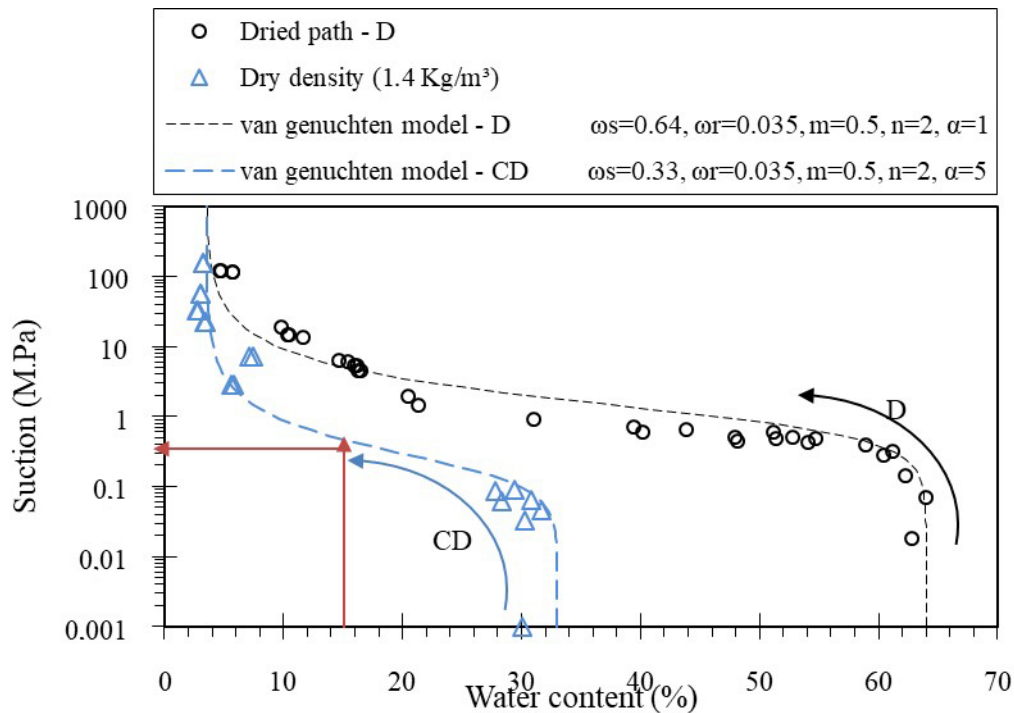 Dried path - D
Dry density (1.4 Kg/m³)
van genuchten model - D ωs=0.64, ωr=0.035, m=0.5, n=2, α=1
van genuchten model - CD ωs=0.33, ωr=0.035, m=0.5, n=2, α=5
1000
100
10
1
0.1
0.01
0.001
Suction (M.Pa)
D
CD
0 10 20 30 40 50 60 70
Water content (%)